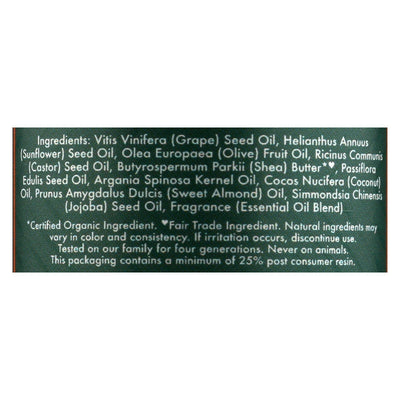 Ingredients: Vitis Vinifera (Grape) Seed Oil, Helianthus Annuus
(Sunflower) Seed Oil, Olea Europaea (Olive) Fruit Oil, Ricinus Communis
(Castor) Seed Oil, Butyrospermum Parkii (Shea) Butter*♥, Passiflora
Edulis Seed Oil, Argania Spinosa Kernel Oil, Cocos Nucifera (Coconut)
Oil, Prunus Amygdalus Dulcis (Sweet Almond) Oil, Simmondsia Chinensis
(Jojoba) Seed Oil, Fragrance (Essential Oil Blend)
*Certified Organic Ingredient. ♥Fair Trade Ingredient. Natural ingredients may
vary in color and consistency. If irritation occurs, discontinue use.
Tested on our family for four generations. Never on animals.
This packaging contains a minimum of 25% post consumer resin.